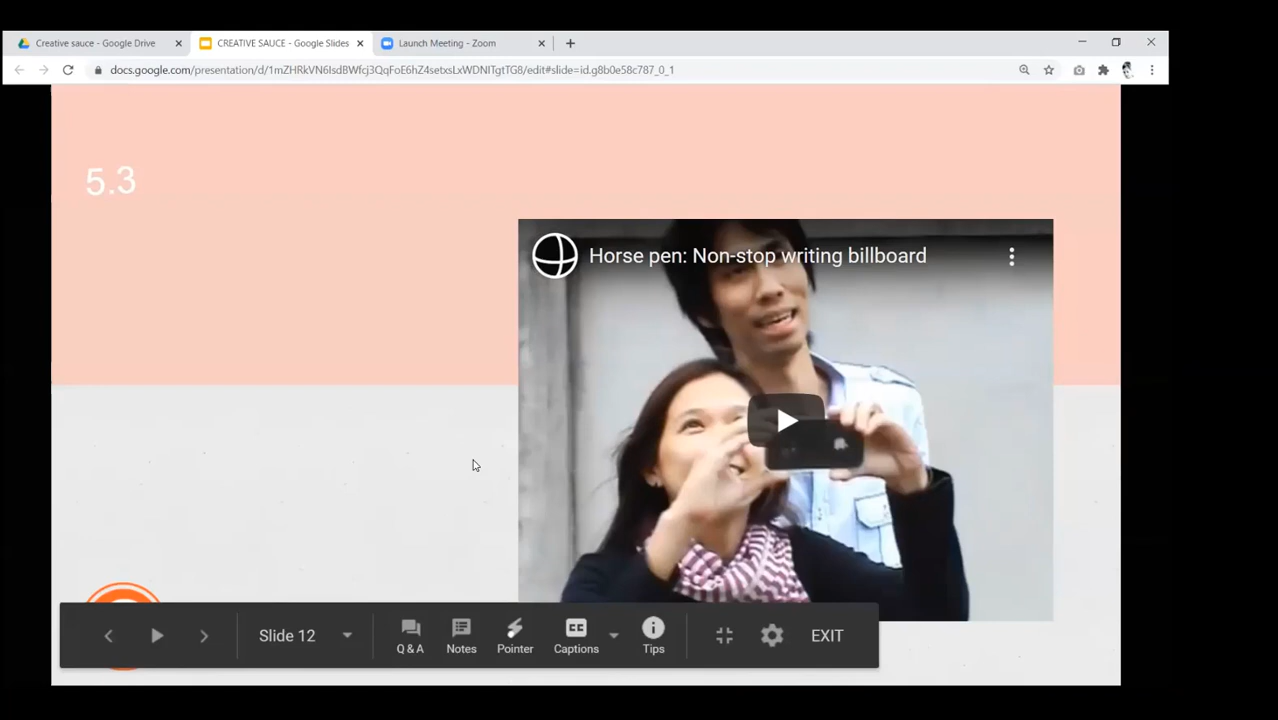 Creative sauce - Google Drive
CREATIVE SAUCE - Google Slides
Launch Meeting - Zoom
docs.google.com/presentation/d/1mZHRkVN6IsdBWfcj3QqFoE6hZ4setxsLxWDNITgtTG8/edit#slide=id.g8b0e58c787_0_1
5.3
Horse pen: Non-stop writing billboard
Slide 12
Q & A
Notes
Pointer
CC
Captions
Tips
EXIT